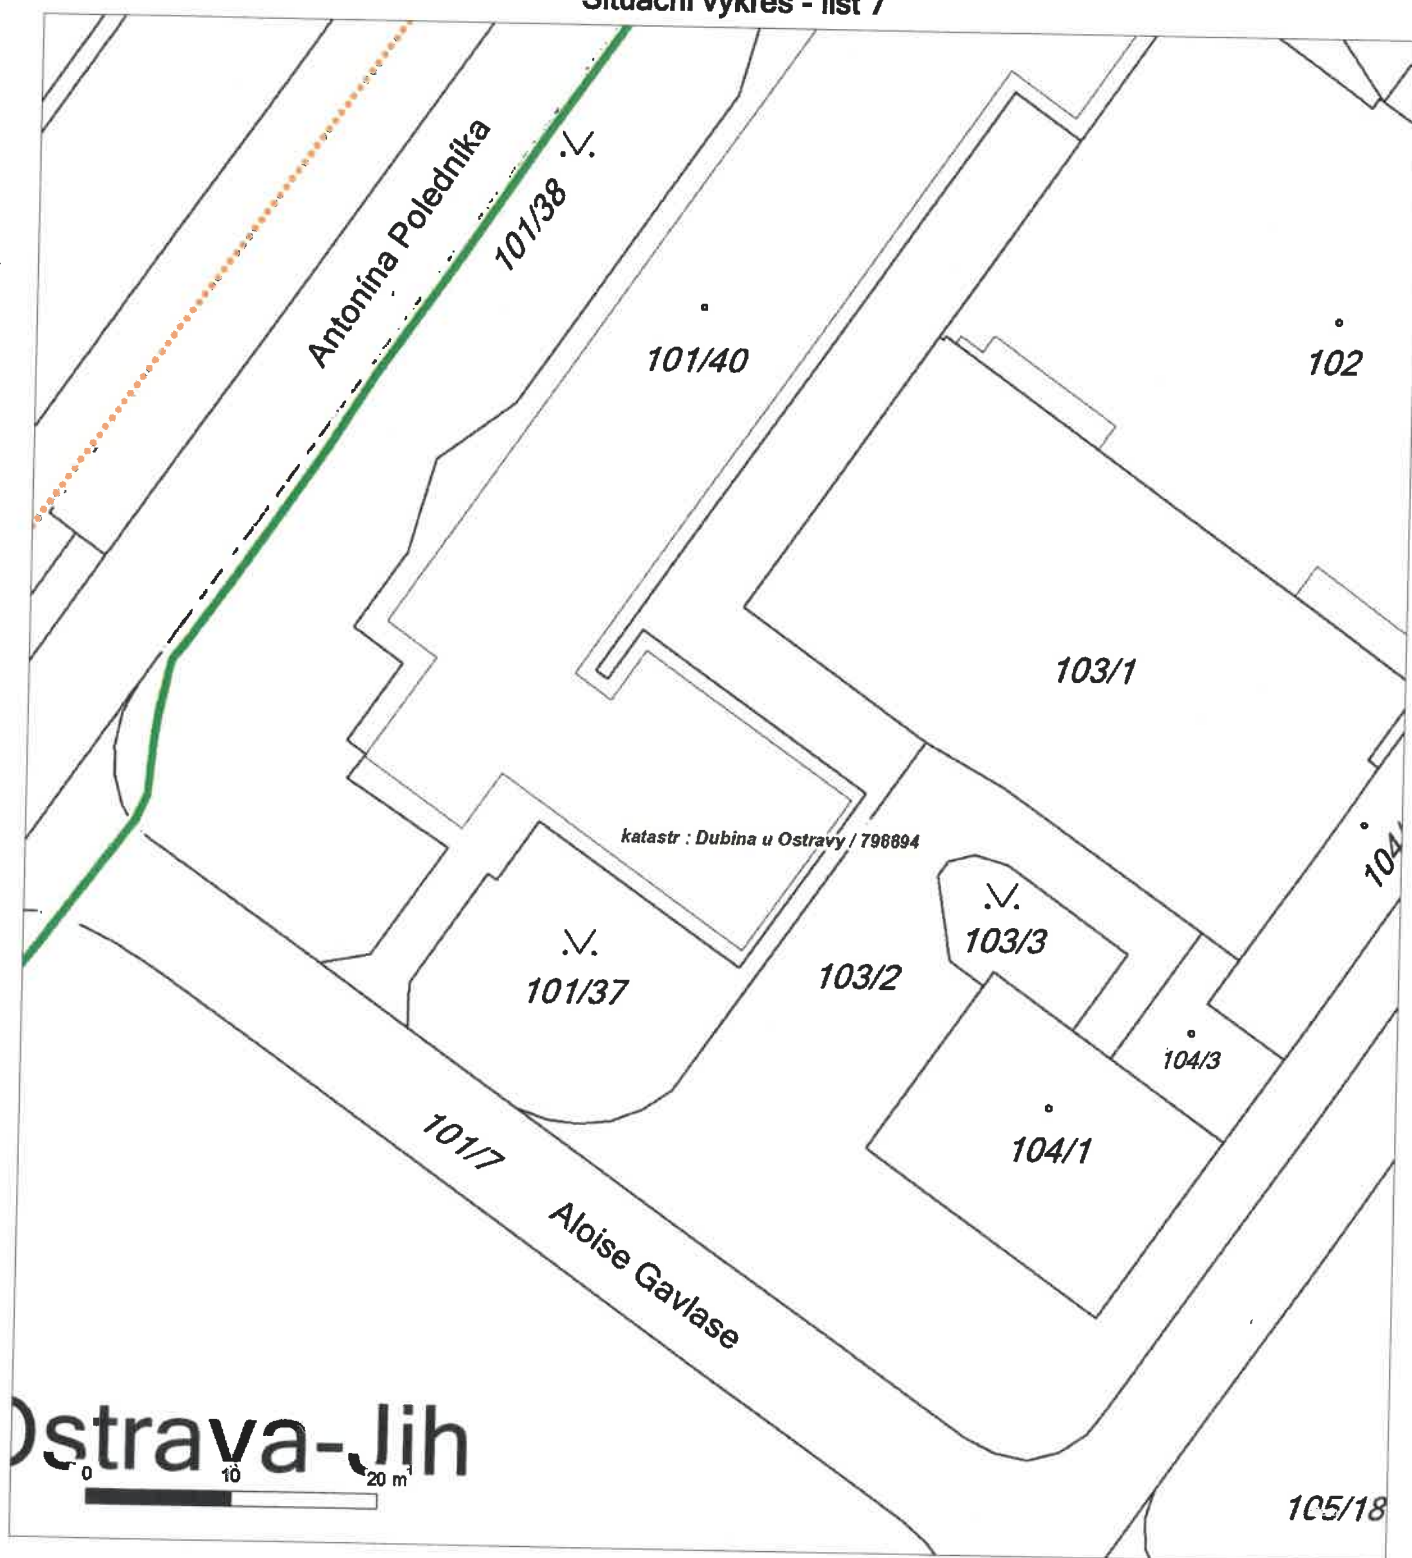 Situační výkres - list 7
Antonína Poledníka
101/38
101/40
102
103/1
katastr : Dubina u Ostravy / 798894
104/
103/3
101/37
103/2
104/3
104/1
101/7
Aloise Gavlase
Ostrava-Jih
0 10 20 m
105/18